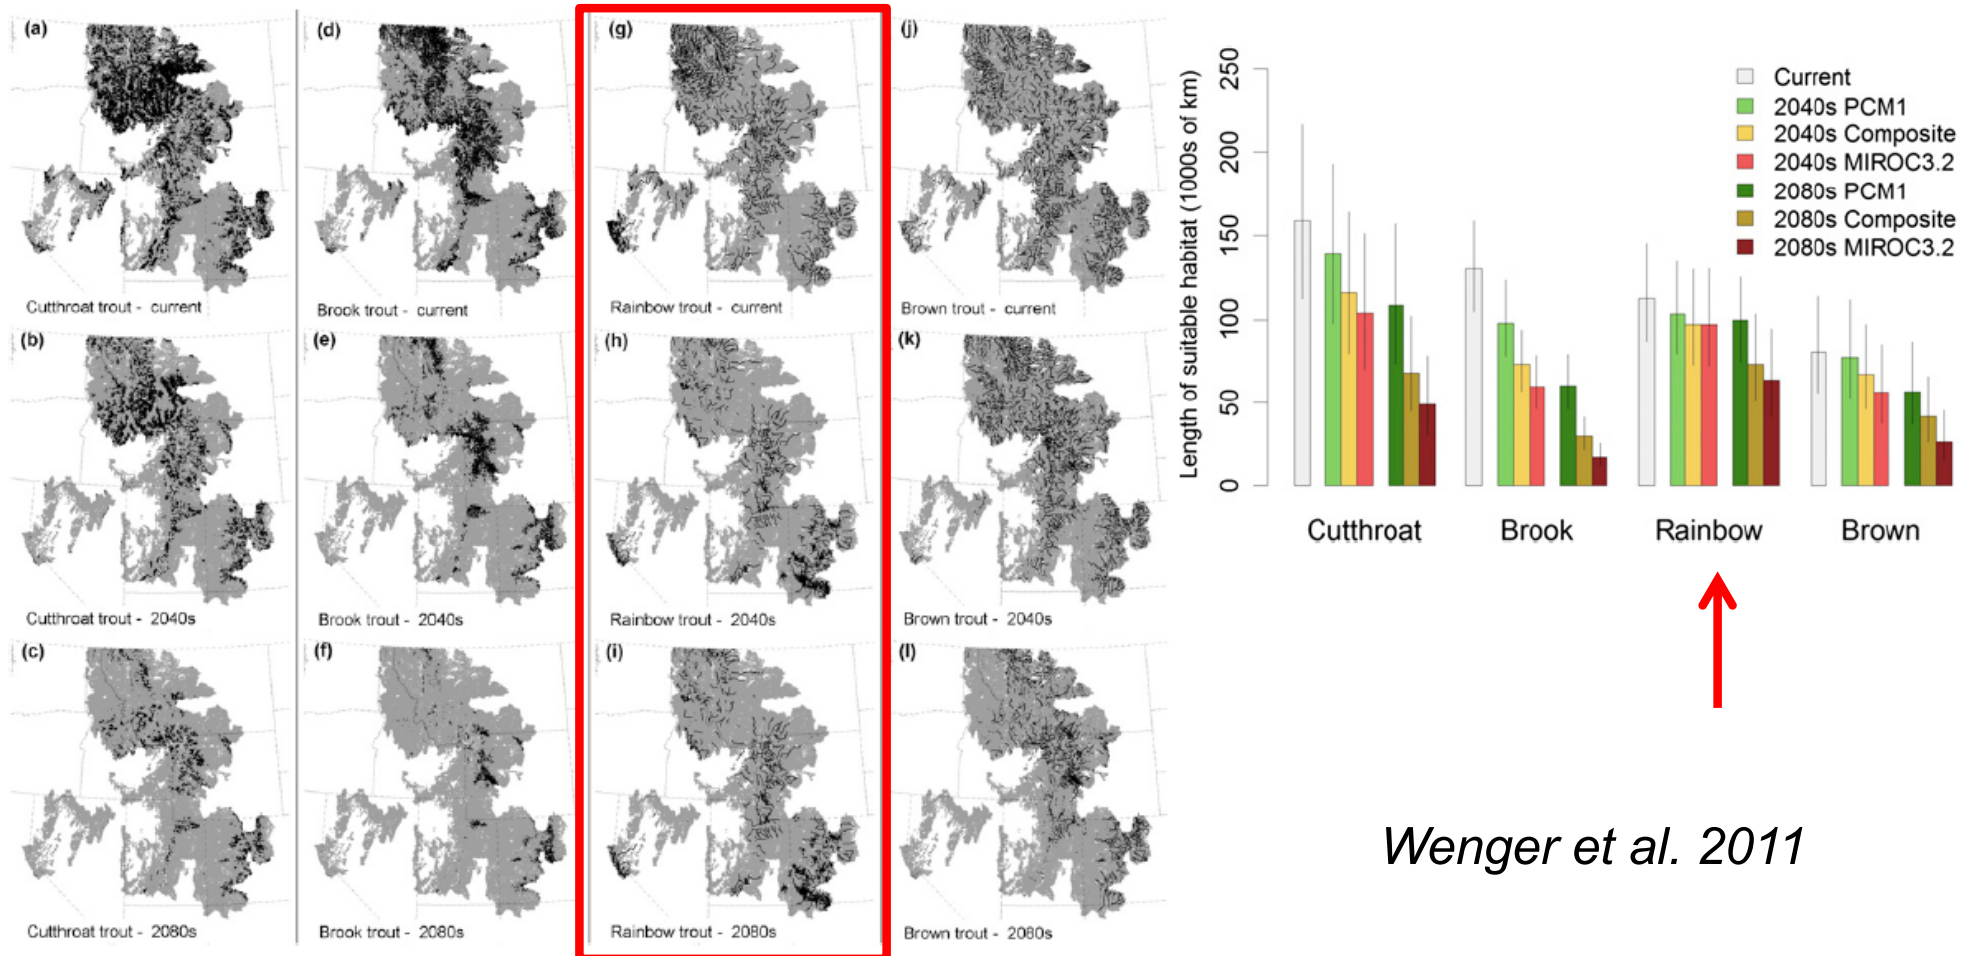 (a)
Cutthroat trout - current
(d)
Brook trout - current
(g)
Rainbow trout - current
(j)
Brown trout - current
(b)
Cutthroat trout - 2040s
(e)
Brook trout - 2040s
(h)
Rainbow trout - 2040s
(k)
Brown trout - 2040s
(c)
Cutthroat trout - 2080s
(f)
Brook trout - 2080s
(i)
Rainbow trout - 2080s
(l)
Brown trout - 2080s
Length of suitable habitat (1000s of km)
250
200
150
100
50
0
Current
2040s PCM1
2040s Composite
2040s MIROC3.2
2080s PCM1
2080s Composite
2080s MIROC3.2
Cutthroat
Brook
Rainbow
Brown
Wenger et al. 2011